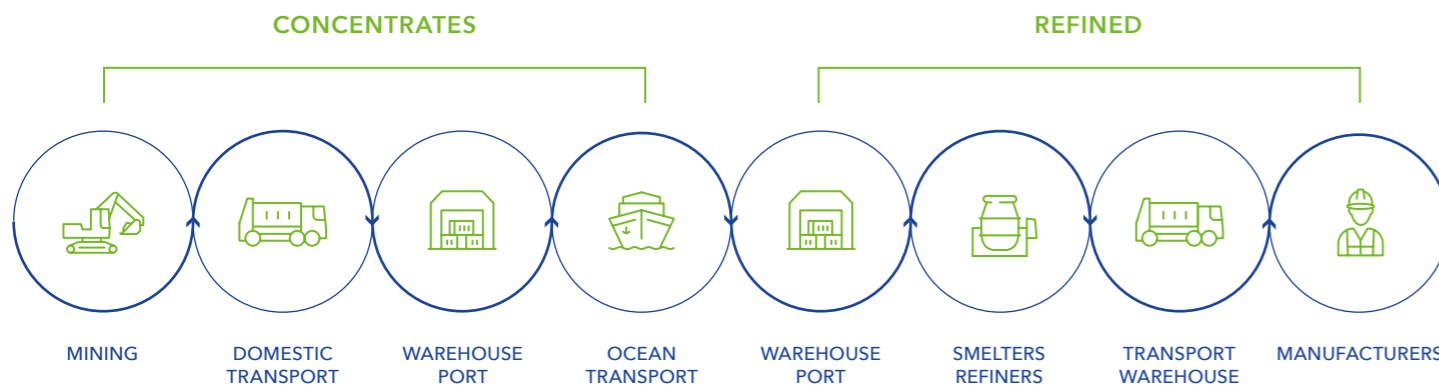 CONCENTRATES
REFINED
MINING
DOMESTIC
TRANSPORT
WAREHOUSE
PORT
OCEAN
TRANSPORT
WAREHOUSE
PORT
SMELTERS
REFINERS
TRANSPORT
WAREHOUSE
MANUFACTURERS